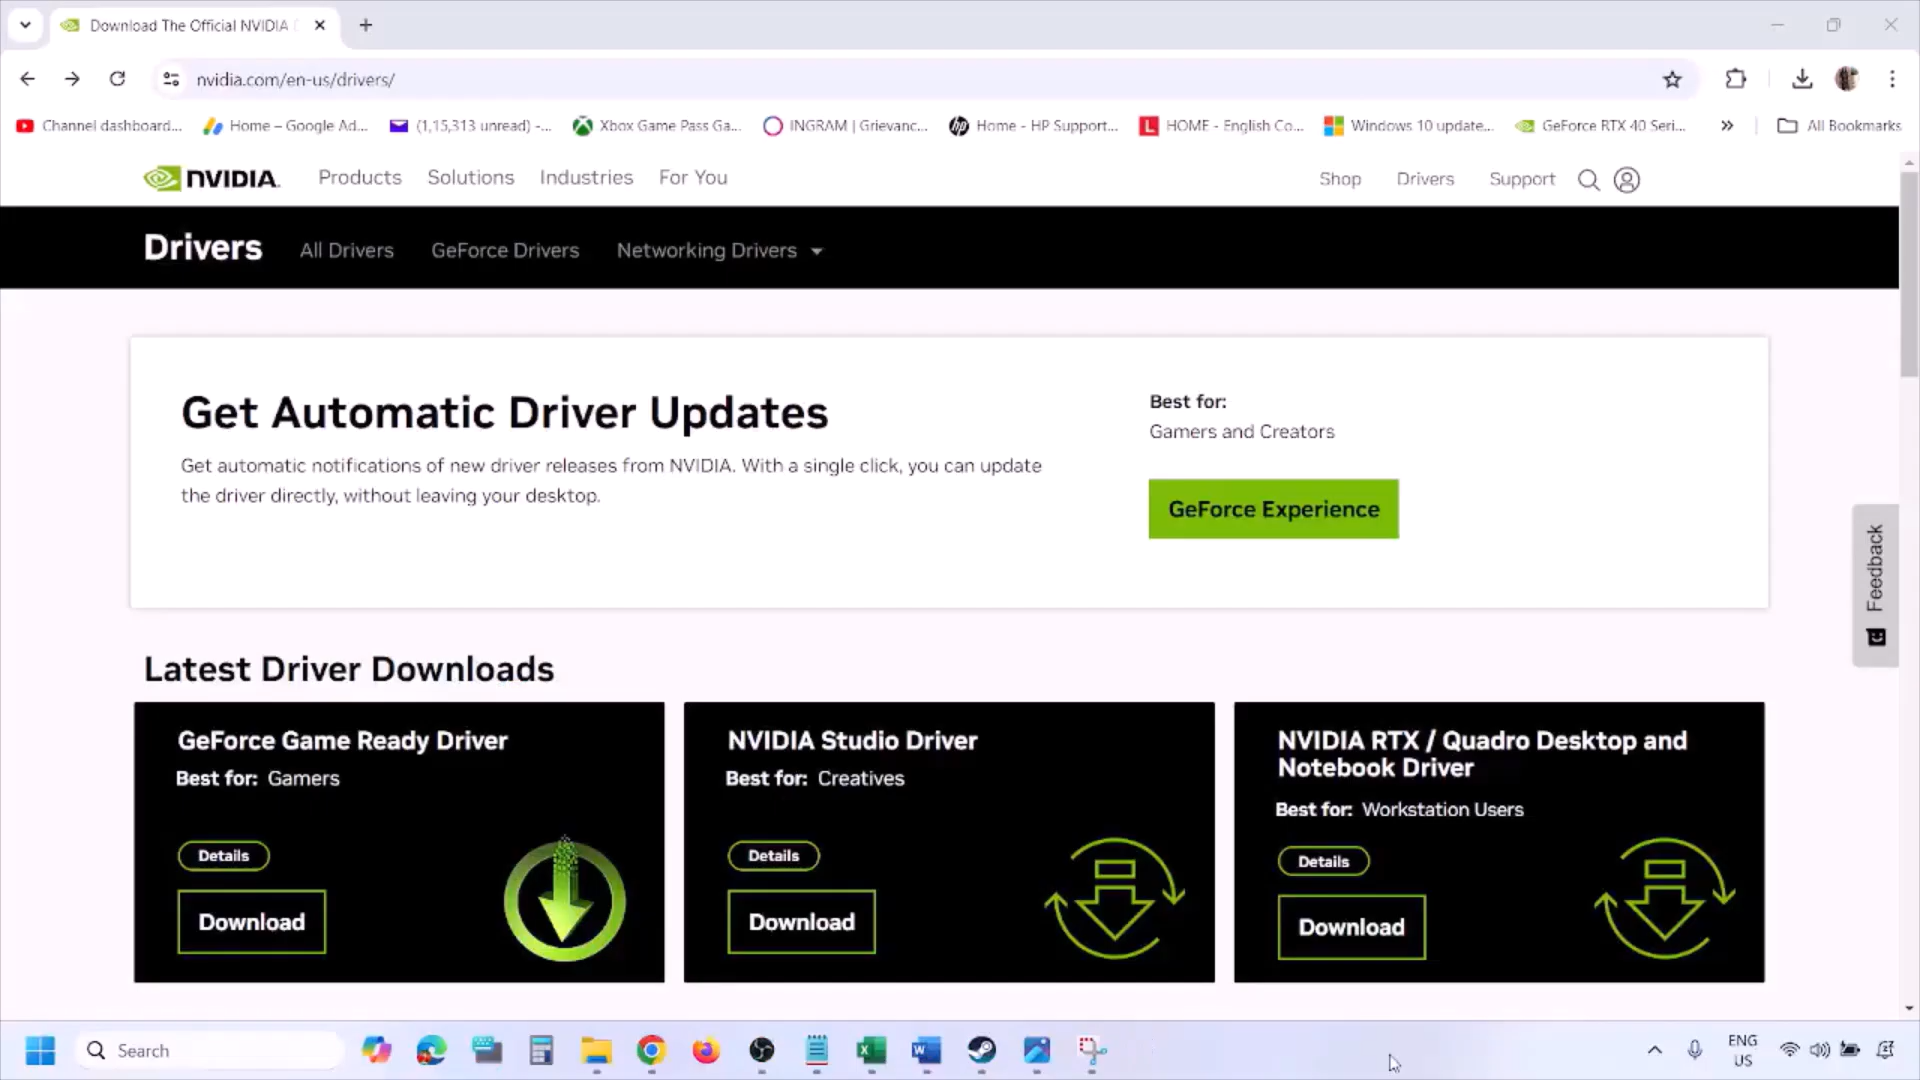 Download The Official NVIDIA
nvidia.com/en-us/drivers/
Channel dashboard...
Home – Google Ad...
(1,15,313 unread) -...
Xbox Game Pass Ga...
INGRAM | Grievanc...
Home - HP Support...
HOME - English Co...
Windows 10 update...
GeForce RTX 40 Seri...
All Bookmarks
NVIDIA.
Products
Solutions
Industries
For You
Shop
Drivers
Support
Drivers
All Drivers
GeForce Drivers
Networking Drivers
Get Automatic Driver Updates
Get automatic notifications of new driver releases from NVIDIA. With a single click, you can update
the driver directly, without leaving your desktop.
Best for:
Gamers and Creators
GeForce Experience
Feedback
Latest Driver Downloads
GeForce Game Ready Driver
Best for: Gamers
Details
Download
NVIDIA Studio Driver
Best for: Creatives
Details
Download
NVIDIA RTX / Quadro Desktop and
Notebook Driver
Best for: Workstation Users
Details
Download
Search
ENG
US